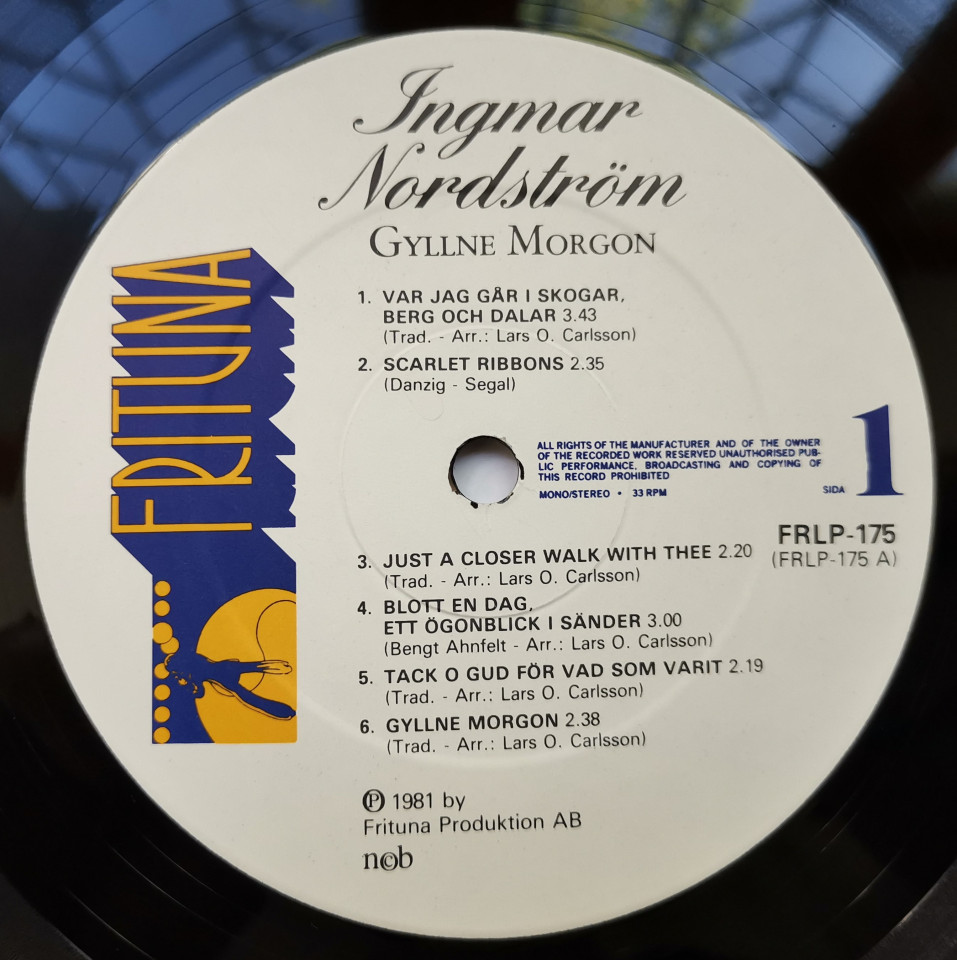 Ingmar
Nordström
GYLLNE MORGON
FRITUNA
1. VAR JAG GÅR I SKOGAR,
BERG OCH DALAR 3.43
(Trad. - Arr.: Lars O. Carlsson)
2. SCARLET RIBBONS 2.35
(Danzig - Segal)
ALL RIGHTS OF THE MANUFACTURER AND OF THE OWNER
OF THE RECORDED WORK RESERVED UNAUTHORISED PUB-
LIC PERFORMANCE, BROADCASTING AND COPYING OF
THIS RECORD PROHIBITED
MONO/STEREO • 33 RPM
SIDA 1
FRLP-175
(FRLP-175 A)
3. JUST A CLOSER WALK WITH THEE 2.20
(Trad. - Arr.: Lars O. Carlsson)
4. BLOTT EN DAG,
ETT ÖGONBLICK I SÄNDER 3.00
(Bengt Ahnfelt - Arr.: Lars O. Carlsson)
5. TACK O GUD FÖR VAD SOM VARIT 2.19
(Trad. - Arr.: Lars O. Carlsson)
6. GYLLNE MORGON 2.38
(Trad. - Arr.: Lars O. Carlsson)
℗ 1981 by
Frituna Produktion AB
n©b